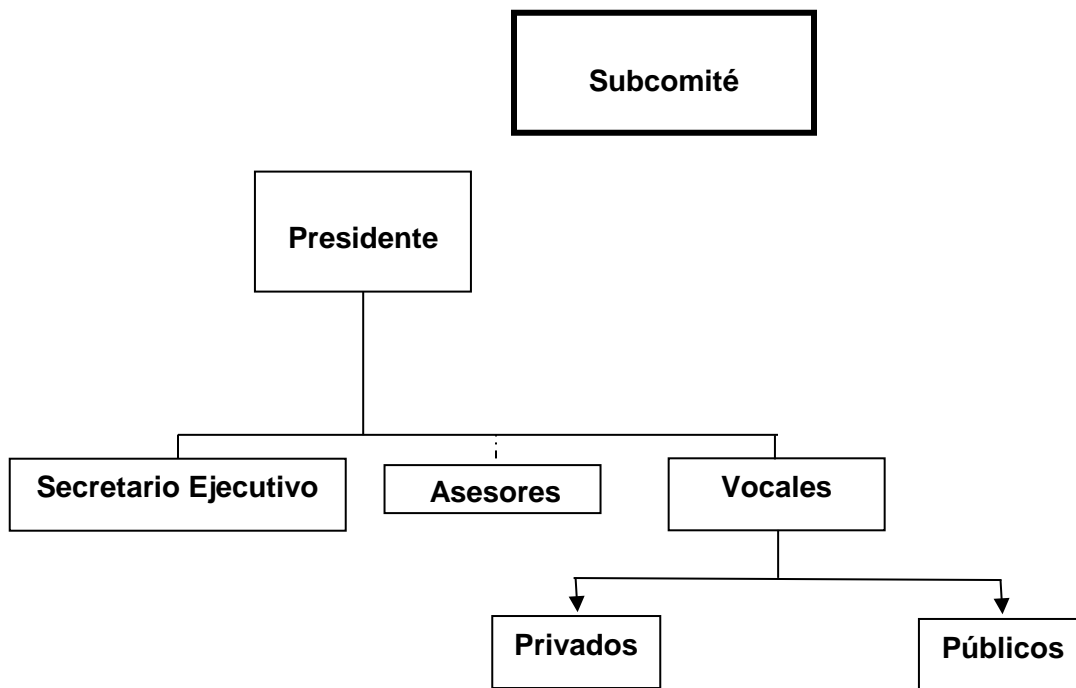 Subcomité
Presidente
Secretario Ejecutivo
Asesores
Vocales
Privados
Públicos